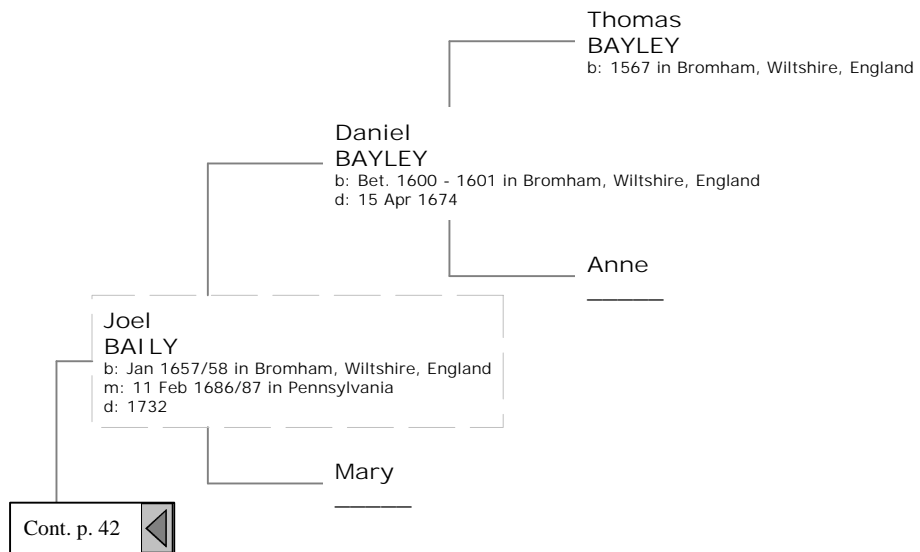 Thomas
BAYLEY
b: 1567 in Bromham, Wiltshire, England
Daniel
BAYLEY
b: Bet. 1600 - 1601 in Bromham, Wiltshire, England
d: 15 Apr 1674
Anne
_____
Joel
BAILY
b: Jan 1657/58 in Bromham, Wiltshire, England
m: 11 Feb 1686/87 in Pennsylvania
d: 1732
Mary
_____
Cont. p. 42